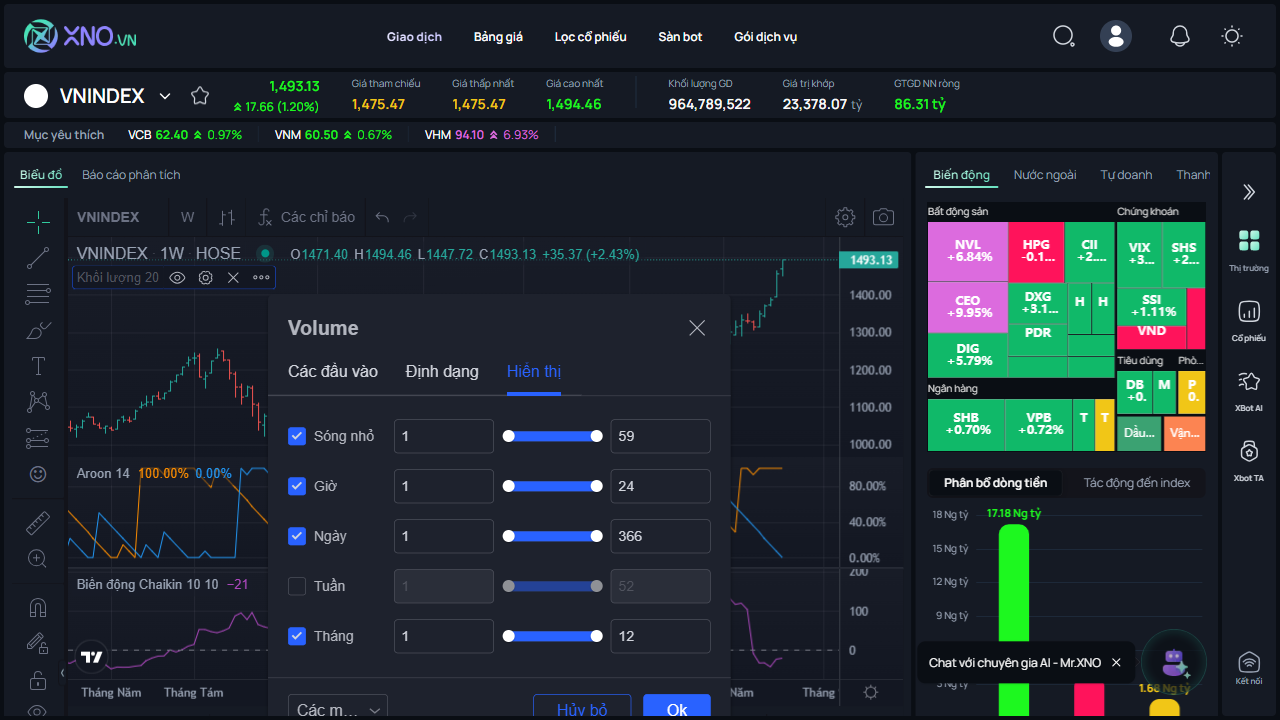 XNO.VN
Giao dịch
Bảng giá
Lọc cổ phiếu
Sàn bot
Gói dịch vụ
VNINDEX
1,493.13
17.66 (1.20%)
Giá tham chiếu
1,475.47
Giá thấp nhất
1,475.47
Giá cao nhất
1,494.46
Khối lượng GD
964,789,522
Giá trị khớp
23,378.07 tỷ
GTGD NN ròng
86.31 tỷ
Mục yêu thích
VCB 62.40 0.97%
VNM 60.50 0.67%
VHM 94.10 6.93%
Biểu đồ
Báo cáo phân tích
VNINDEX
W
Các chỉ báo
VNINDEX 1W HOSE
O1471.40 H1494.46 L1447.72 C1493.13 +35.37 (+2.43%)
Khối lượng 20
1493.13
1400.00
1300.00
1200.00
1100.00
1000.00
Aroon 14 100.00% 0.00%
80.00%
40.00%
0.00%
Biến động Chaikin 10 10 −21
200
100
0
Tháng Năm
Tháng Tám
Năm
Tháng
Volume
Các đầu vào
Định dạng
Hiển thị
Sóng nhỏ 1 59
Giờ 1 24
Ngày 1 366
Tuần 1 52
Tháng 1 12
Các m...
Hủy bỏ
Ok
Biến động
Nước ngoài
Tự doanh
Thanh
Bất động sản
NVL
+6.84%
HPG
-0.1...
CII
+2....
CEO
+9.95%
DXG
+3.1...
H
H
PDR
DIG
+5.79%
Chứng khoán
VIX
+3...
SHS
+2...
SSI
+1.11%
VND
Tiêu dùng
DB
+0.
M
Phò...
P
0.
Ngân hàng
SHB
+0.70%
VPB
+0.72%
T
T
Dầu...
Vận...
Phân bổ dòng tiền
Tác động đến index
18 Ng tỷ
17.18 Ng tỷ
15 Ng tỷ
12 Ng tỷ
9 Ng tỷ
3 Ng tỷ
Chat với chuyên gia AI - Mr.XNO
Thị trường
Cổ phiếu
XBot AI
Xbot TA
Kết nối